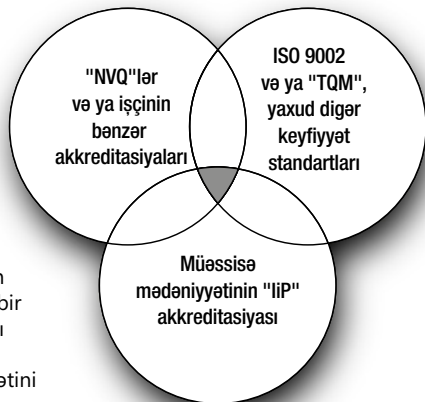 "NVQ"lər
və ya işçinin
bənzər
akkreditasiyaları
ISO 9002
və ya "TQM",
yaxud digər
keyfiyyət
standartları
Müəssisə
mədəniyyətinin "IiP"
akkreditasiyası
bir